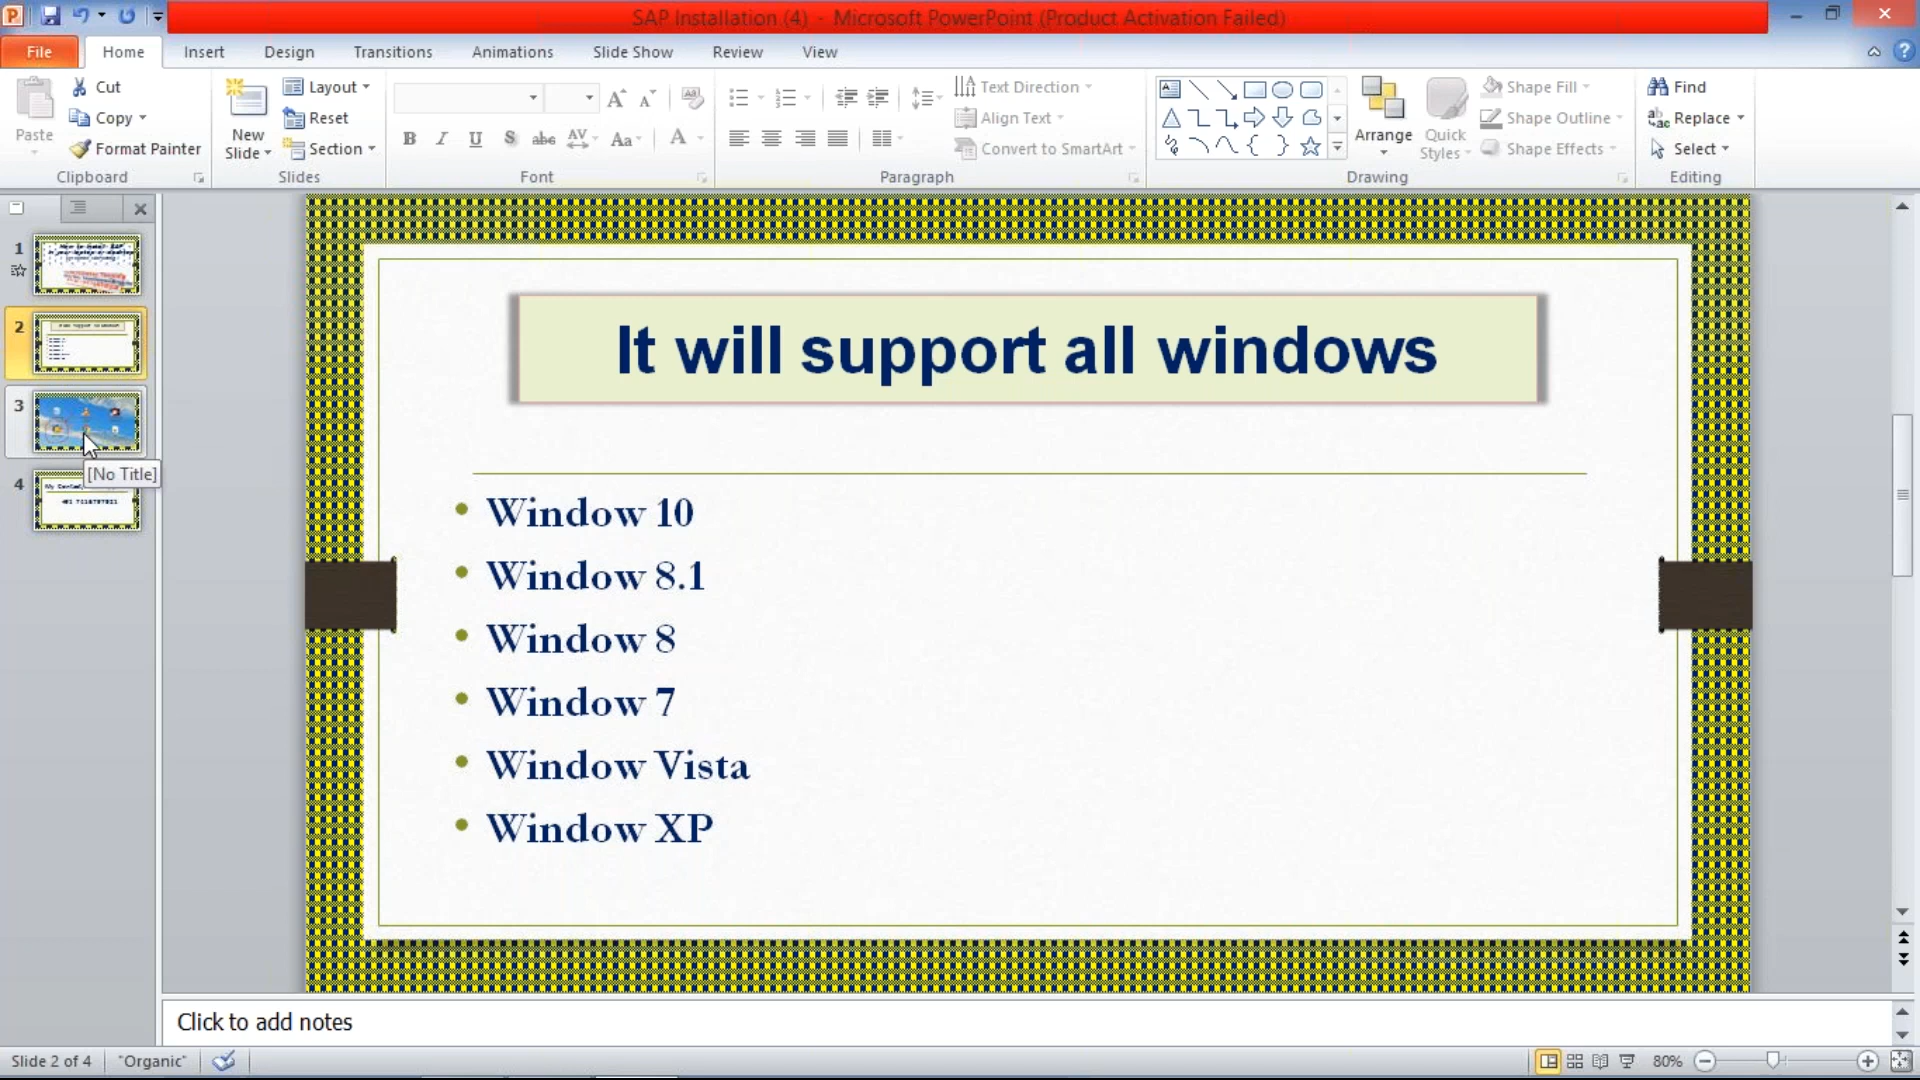 SAP Installation (4) - Microsoft PowerPoint (Product Activation Failed)
File Home Insert Design Transitions Animations Slide Show Review View
Cut
Copy
Format Painter
Paste
Clipboard
New Slide
Layout
Reset
Section
Slides
Font
Text Direction
Align Text
Convert to SmartArt
Paragraph
Arrange
Quick Styles
Shape Fill
Shape Outline
Shape Effects
Drawing
Find
Replace
Select
Editing
1
2
3
[No Title]
4
It will support all windows
• Window 10
• Window 8.1
• Window 8
• Window 7
• Window Vista
• Window XP
Click to add notes
Slide 2 of 4 "Organic" 80%